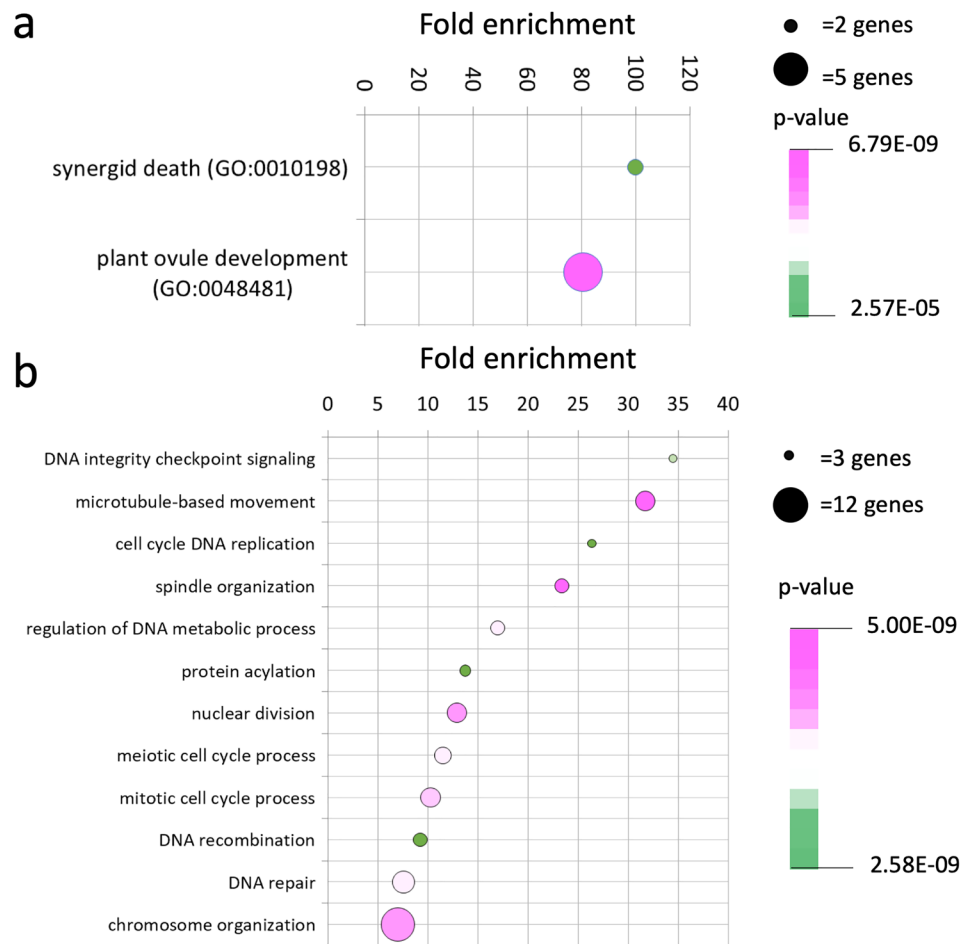 a
Fold enrichment
0 20 40 60 80 100 120
synergid death (GO:0010198)
plant ovule development
(GO:0048481)
=2 genes
=5 genes
p-value
6.79E-09
2.57E-05
b
Fold enrichment
0 5 10 15 20 25 30 35 40
DNA integrity checkpoint signaling
microtubule-based movement
cell cycle DNA replication
spindle organization
regulation of DNA metabolic process
protein acylation
nuclear division
meiotic cell cycle process
mitotic cell cycle process
DNA recombination
DNA repair
chromosome organization
=3 genes
=12 genes
p-value
5.00E-09
2.58E-09